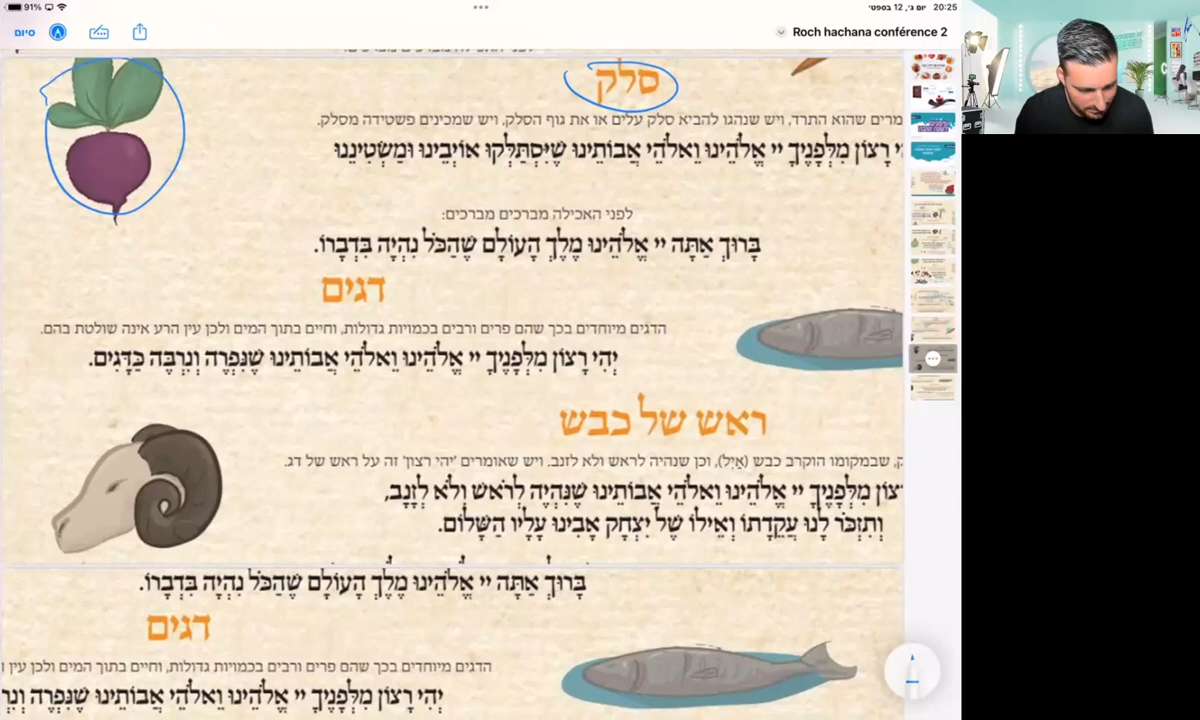 91%
20:25 יום ג׳, 12 בספט׳
סיום
Roch hachana conférence 2
סלק
מרים שהוא התרד, ויש שנהגו להביא סלק עלים או את גוף הסלק, ויש שמכינים פשטידה מסלק.
י רָצוֹן מִלְּפָנֶיךָ יי אֱלֹהֵינוּ וֵאלֹהֵי אֲבוֹתֵינוּ שֶׁיִּסְתַּלְּקוּ אוֹיְבֵינוּ וּמַשְׂטִינֵנוּ
לפני האכילה מברכים מברכים:
בָּרוּךְ אַתָּה יי אֱלֹהֵינוּ מֶלֶךְ הָעוֹלָם שֶׁהַכֹּל נִהְיָה בִּדְבָרוֹ.
דגים
הדגים מיוחדים בכך שהם פרים ורבים בכמויות גדולות, וחיים בתוך המים ולכן עין הרע אינה שולטת בהם.
יְהִי רָצוֹן מִלְּפָנֶיךָ יי אֱלֹהֵינוּ וֵאלֹהֵי אֲבוֹתֵינוּ שֶׁנִּפְרֶה וְנִרְבֶּה כַּדָּגִים.
ראש של כבש
ק, שבמקומו הוקרב כבש (אַיִל), וכן שנהיה לראש ולא לזנב. ויש שאומרים 'יהי רצון' זה על ראש של דג.
צוֹן מִלְּפָנֶיךָ יי אֱלֹהֵינוּ וֵאלֹהֵי אֲבוֹתֵינוּ שֶׁנִּהְיֶה לְרֹאשׁ וְלֹא לְזָנָב,
וְתִזְכֹּר לָנוּ עֲקֵדָתוֹ וְאֵילוֹ שֶׁל יִצְחָק אָבִינוּ עָלָיו הַשָּׁלוֹם.
בָּרוּךְ אַתָּה יי אֱלֹהֵינוּ מֶלֶךְ הָעוֹלָם שֶׁהַכֹּל נִהְיָה בִּדְבָרוֹ.
דגים
הדגים מיוחדים בכך שהם פרים ורבים בכמויות גדולות, וחיים בתוך המים ולכן עין
יְהִי רָצוֹן מִלְּפָנֶיךָ יי אֱלֹהֵינוּ וֵאלֹהֵי אֲבוֹתֵינוּ שֶׁנִּפְרֶה וְנִרְ